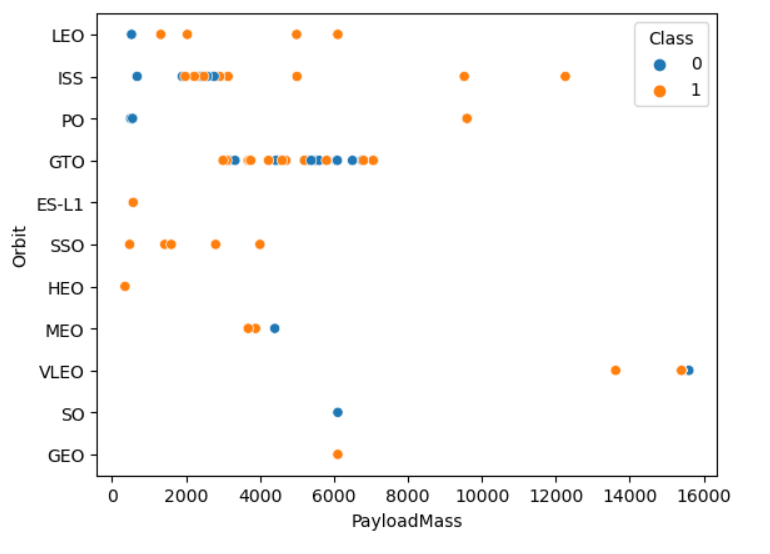 LEO
ISS
PO
GTO
ES-L1
SSO
HEO
MEO
VLEO
SO
GEO
Orbit
Class
0
1
0 2000 4000 6000 8000 10000 12000 14000 16000
PayloadMass